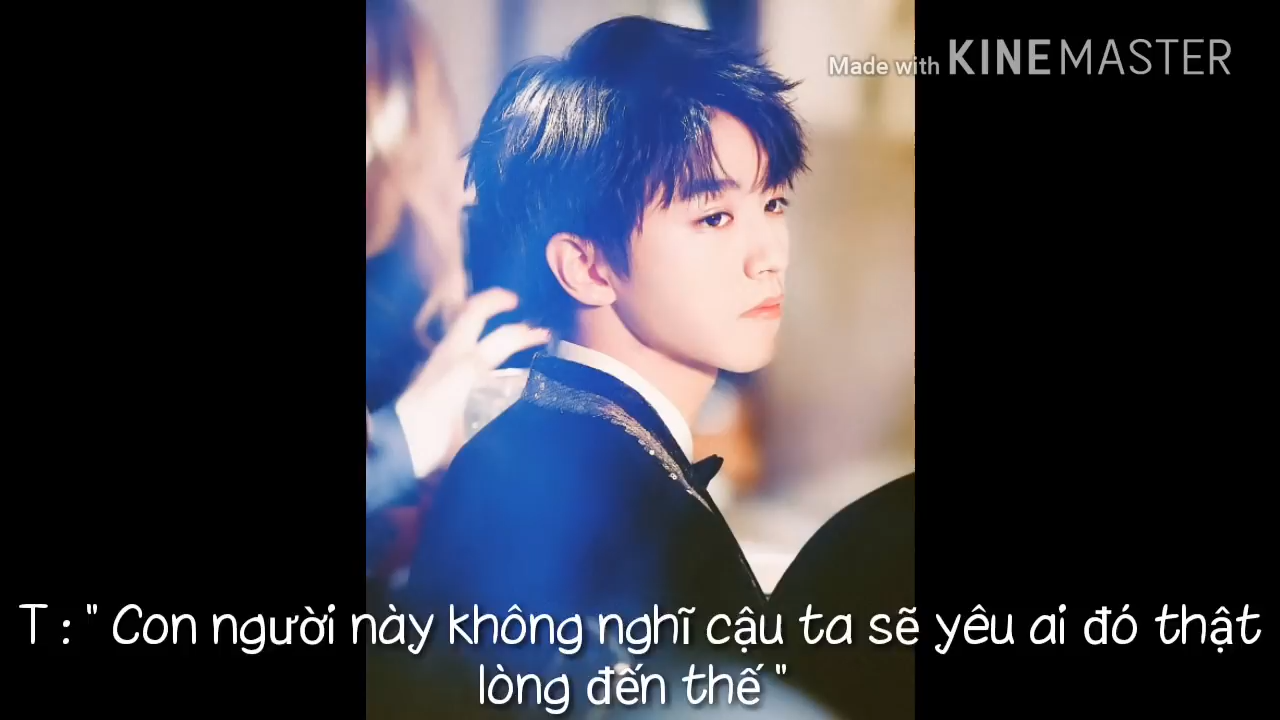 Made with KINEMASTER
T : " Con người này không nghĩ cậu ta sẽ yêu ai đó thật
lòng đến thế "